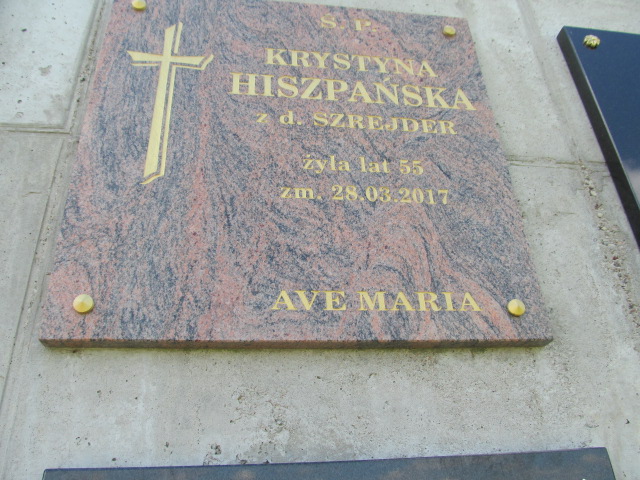 Ś. P.
KRYSTYNA
HISZPAŃSKA
z d. SZREJDER
żyła lat 55
zm. 28.03.2017
AVE MARIA